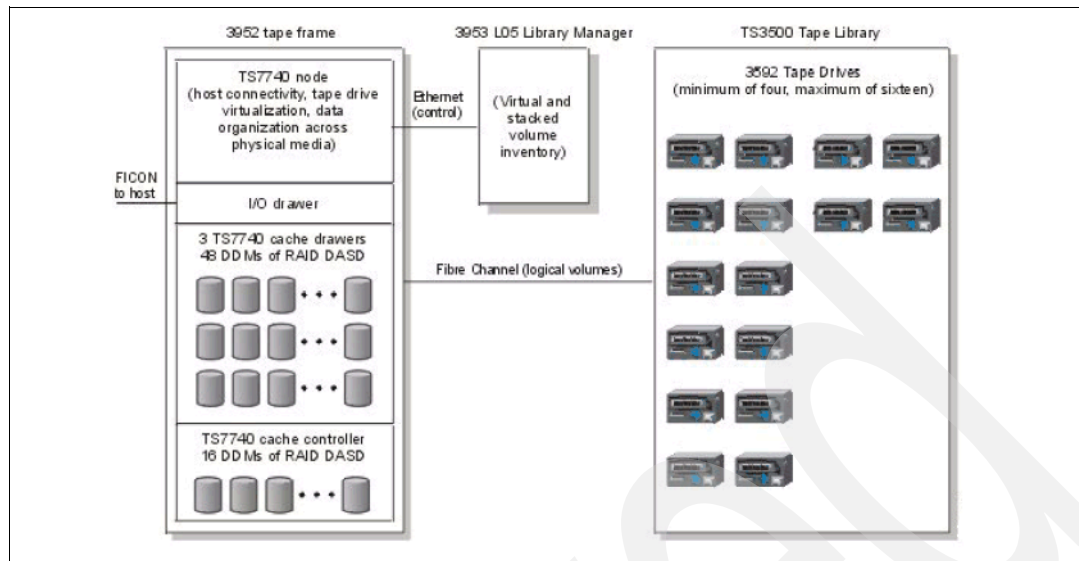 3952 tape frame
3953 L05 Library Manager
TS3500 Tape Library
TS7740 node
(host connectivity, tape drive
virtualization, data
organization across
physical media)
Ethernet
(control)
(Virtual and
stacked
volume
inventory)
3592 Tape Drives
(minimum of four, maximum of sixteen)
FICON
to host
I/O drawer
3 TS7740 cache drawers
48 DDMs of RAID DASD
Fibre Channel (logical volumes)
TS7740 cache controller
16 DDMs of RAID DASD